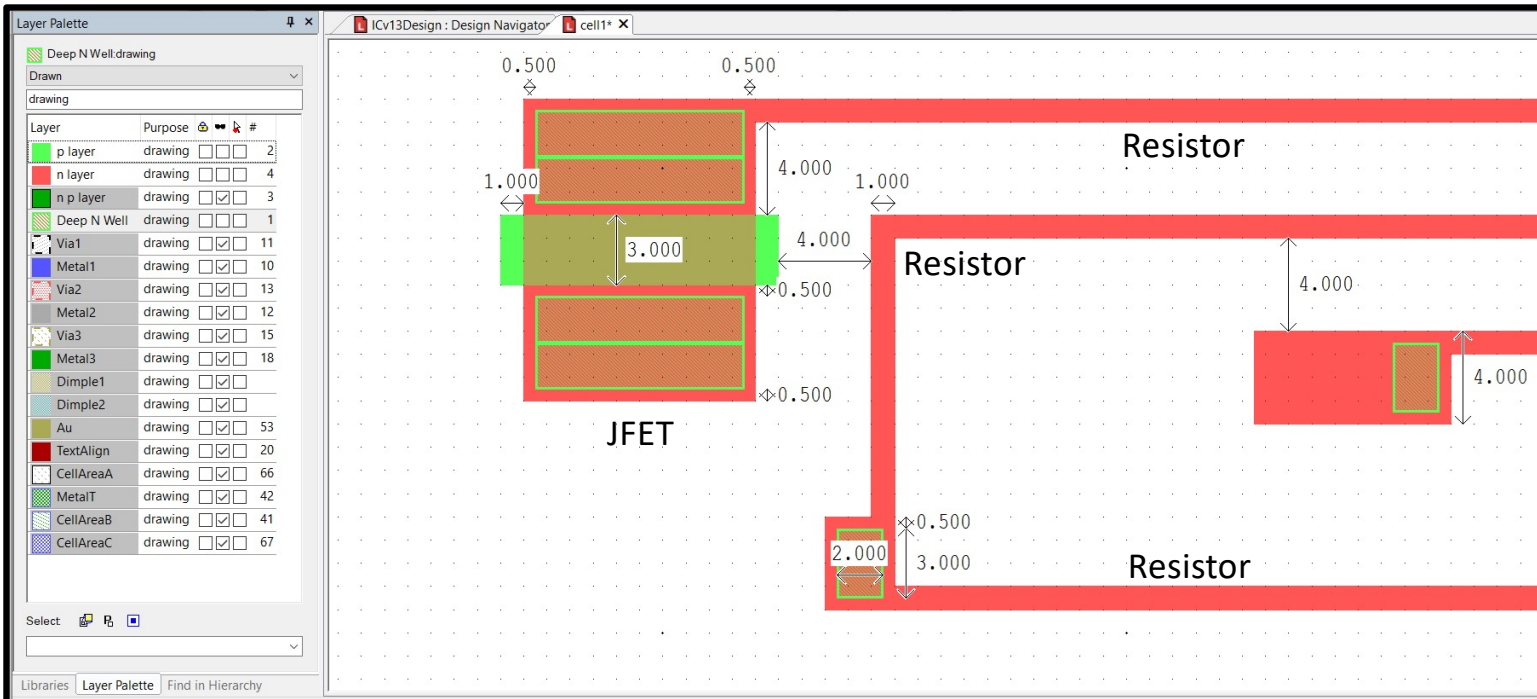 Layer Palette
ICv13Design : Design Navigator
cell1*
Deep N Well:drawing
Drawn
drawing
Layer Purpose #
p layer drawing 2
n layer drawing 4
n p layer drawing 3
Deep N Well drawing 1
Via1 drawing 11
Metal1 drawing 10
Via2 drawing 13
Metal2 drawing 12
Via3 drawing 15
Metal3 drawing 18
Dimple1 drawing
Dimple2 drawing
Au drawing 53
TextAlign drawing 20
CellAreaA drawing 66
MetalT drawing 42
CellAreaB drawing 41
CellAreaC drawing 67
Select
Libraries Layer Palette Find in Hierarchy
0.500 0.500
Resistor
4.000
1.000 1.000
4.000
3.000
Resistor
4.000
0.500
4.000
0.500
JFET
0.500
2.000
3.000
Resistor